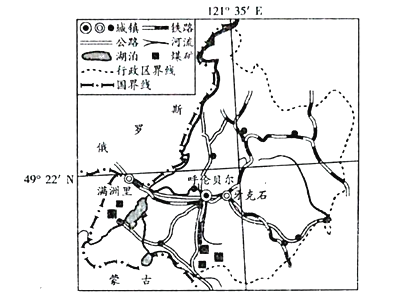 121° 35′ E
城镇 铁路
公路 河流
湖泊 煤矿
行政区界线
国界线
斯
罗
俄
49° 22′ N
呼伦贝尔
满洲里
牙克石
蒙 古